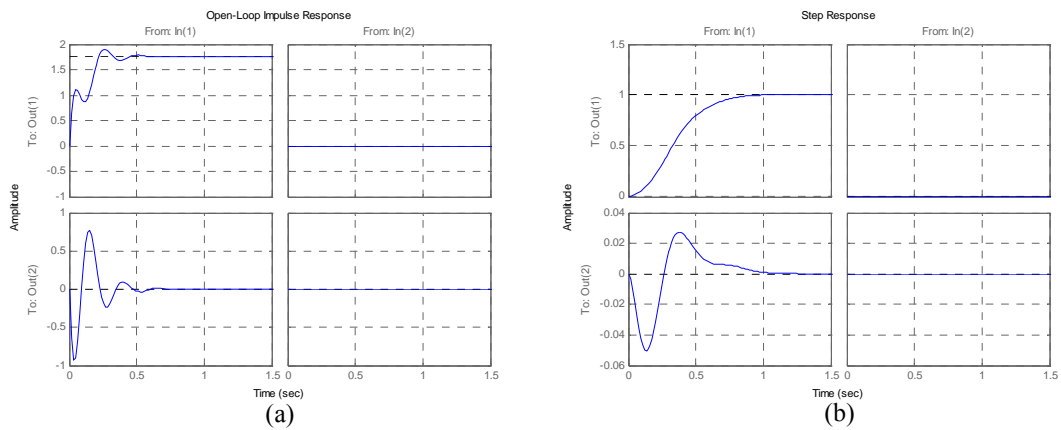 Open-Loop Impulse Response
From: In(1)
From: In(2)
To: Out(1)
2
1.5
1
0.5
0
-0.5
-1
Amplitude
To: Out(2)
1
0.5
0
-0.5
-1
0
0.5
1
1.5
0
0.5
1
1.5
Time (sec)
(a)
Step Response
From: In(1)
From: In(2)
To: Out(1)
1.5
1
0.5
0
Amplitude
To: Out(2)
0.04
0.02
0
-0.02
-0.04
-0.06
0
0.5
1
1.5
0
0.5
1
1.5
Time (sec)
(b)